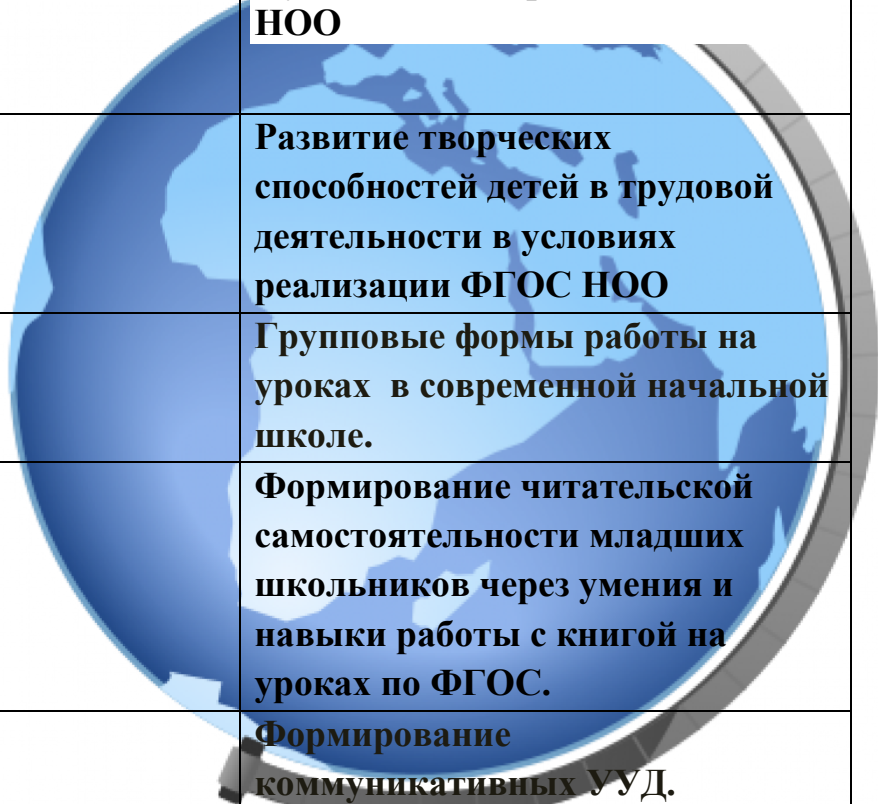 НОО
Развитие творческих
способностей детей в трудовой
деятельности в условиях
реализации ФГОС НОО
Групповые формы работы на
уроках в современной начальной
школе.
Формирование читательской
самостоятельности младших
школьников через умения и
навыки работы с книгой на
уроках по ФГОС.
Формирование
коммуникативных УУД.